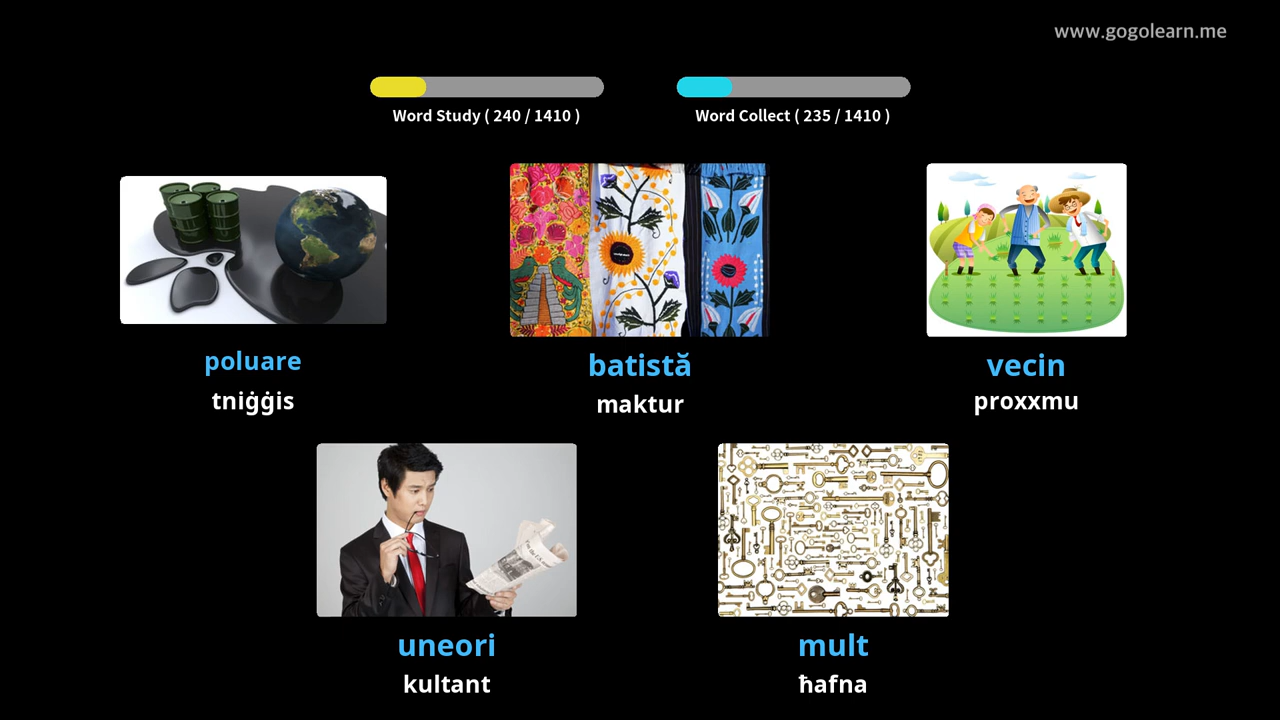 www.gogolearn.me
Word Study ( 240 / 1410 )
Word Collect ( 235 / 1410 )
poluare
tniġġis
batistă
maktur
vecin
proxxmu
uneori
kultant
mult
ħafna